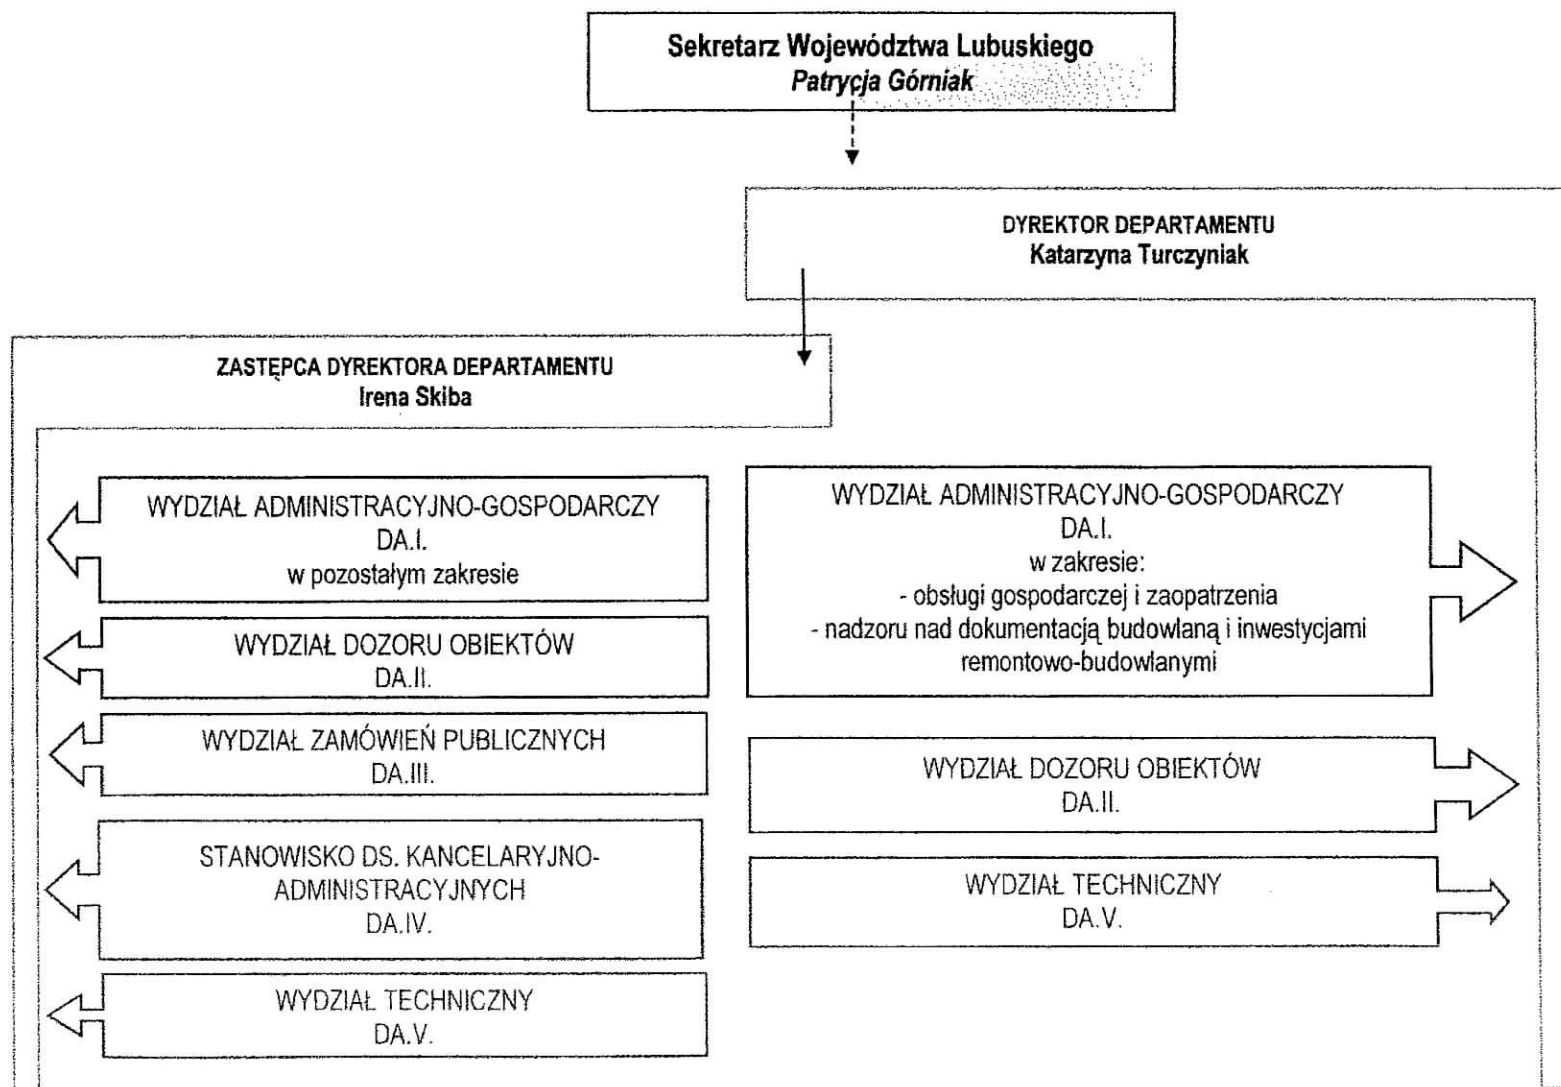 Sekretarz Województwa Lubuskiego
Patrycja Górniak
DYREKTOR DEPARTAMENTU
Katarzyna Turczyniak
ZASTĘPCA DYREKTORA DEPARTAMENTU
Irena Skiba
WYDZIAŁ ADMINISTRACYJNO-GOSPODARCZY
DA.I.
w pozostałym zakresie
WYDZIAŁ DOZORU OBIEKTÓW
DA.II.
WYDZIAŁ ZAMÓWIEŃ PUBLICZNYCH
DA.III.
STANOWISKO DS. KANCELARYJNO-
ADMINISTRACYJNYCH
DA.IV.
WYDZIAŁ TECHNICZNY
DA.V.
WYDZIAŁ ADMINISTRACYJNO-GOSPODARCZY
DA.I.
w zakresie:
- obsługi gospodarczej i zaopatrzenia
- nadzoru nad dokumentacją budowlaną i inwestycjami
remontowo-budowlanymi
WYDZIAŁ DOZORU OBIEKTÓW
DA.II.
WYDZIAŁ TECHNICZNY
DA.V.